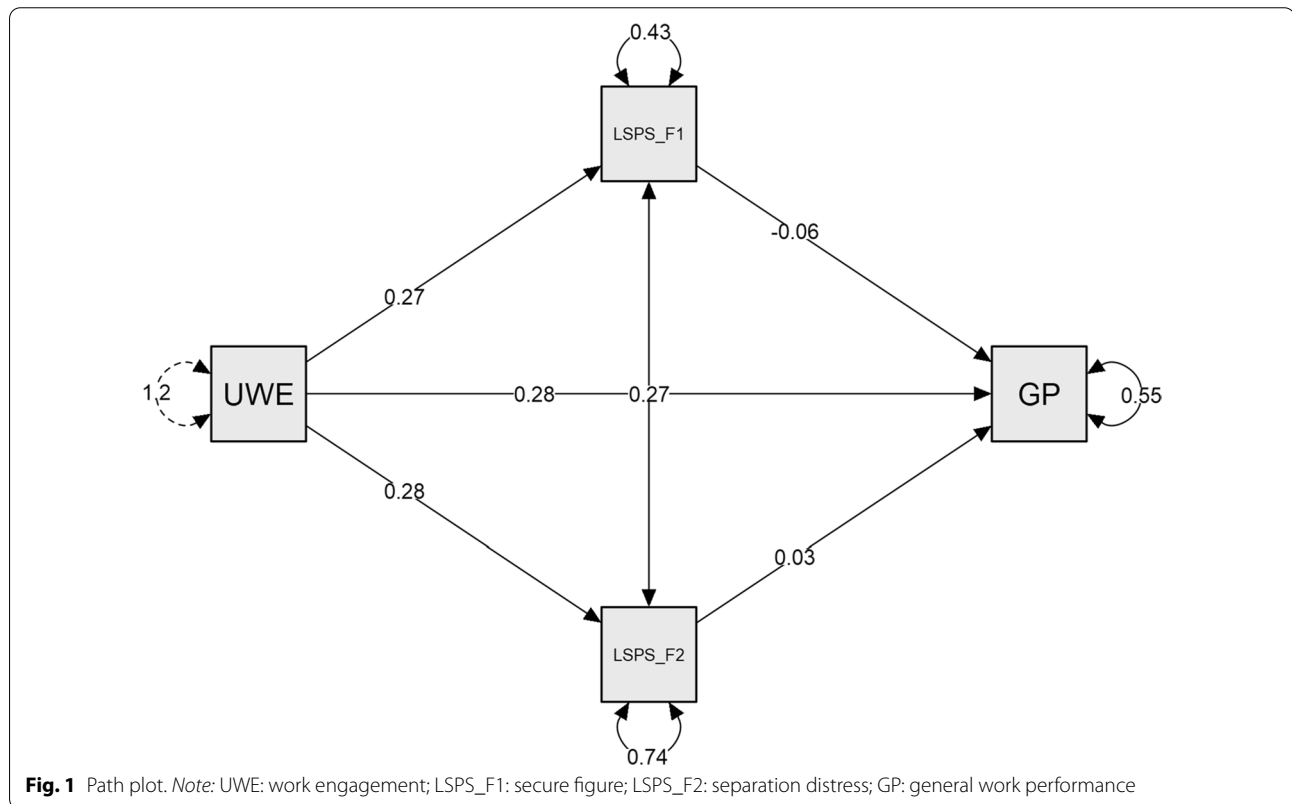 0.43
LSPS_F1
-0.06
0.27
1.2
UWE
0.28
0.27
GP
0.55
0.28
0.03
LSPS_F2
0.74
Fig. 1 Path plot. Note: UWE: work engagement; LSPS_F1: secure figure; LSPS_F2: separation distress; GP: general work performance